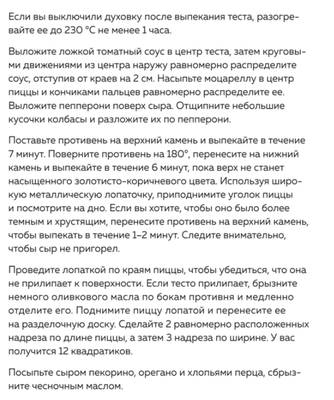 Если вы выключили духовку после выпекания теста, разогре-
вайте ее до 230 °C не менее 1 часа.
Выложите ложкой томатный соус в центр теста, затем круговы-
ми движениями из центра наружу равномерно распределите
соус, отступив от краев на 2 см. Насыпьте моцареллу в центр
пиццы и кончиками пальцев равномерно распределите ее.
Выложите пепперони поверх сыра. Отщипните небольшие
кусочки колбасы и разложите их по пепперони.
Поставьте противень на верхний камень и выпекайте в течение
7 минут. Поверните противень на 180°, перенесите на нижний
камень и выпекайте в течение 6 минут, пока верх не станет
насыщенного золотисто-коричневого цвета. Используя широ-
кую металлическую лопаточку, приподнимите уголок пиццы
и посмотрите на дно. Если вы хотите, чтобы оно было более
темным и хрустящим, перенесите противень на верхний камень,
чтобы выпекать в течение 1–2 минут. Следите внимательно,
чтобы сыр не пригорел.
Проведите лопаткой по краям пиццы, чтобы убедиться, что она
не прилипает к поверхности. Если тесто прилипает, брызните
немного оливкового масла по бокам противня и медленно
отделите его. Поднимите пиццу лопатой и перенесите ее
на разделочную доску. Сделайте 2 равномерно расположенных
надреза по длине пиццы, а затем 3 надреза по ширине. У вас
получится 12 квадратиков.
Посыпьте сыром пекорино, орегано и хлопьями перца, сбрыз-
ните чесночным маслом.